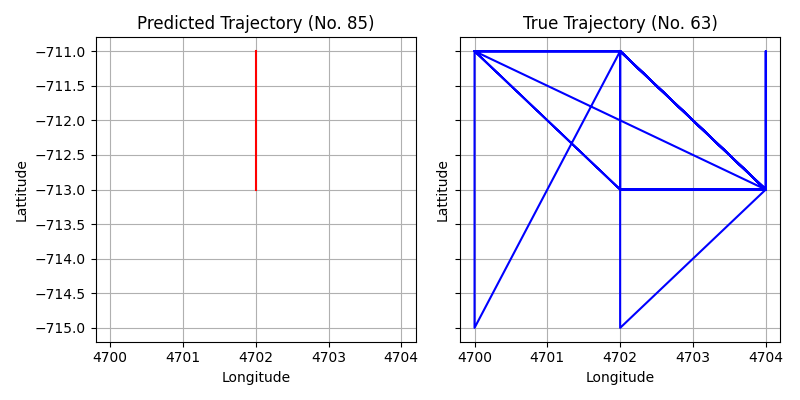 Predicted Trajectory (No. 85)
True Trajectory (No. 63)
−711.0
−711.5
−712.0
−712.5
−713.0
−713.5
−714.0
−714.5
−715.0
Lattitude
Lattitude
4700 4701 4702 4703 4704
4700 4701 4702 4703 4704
Longitude
Longitude